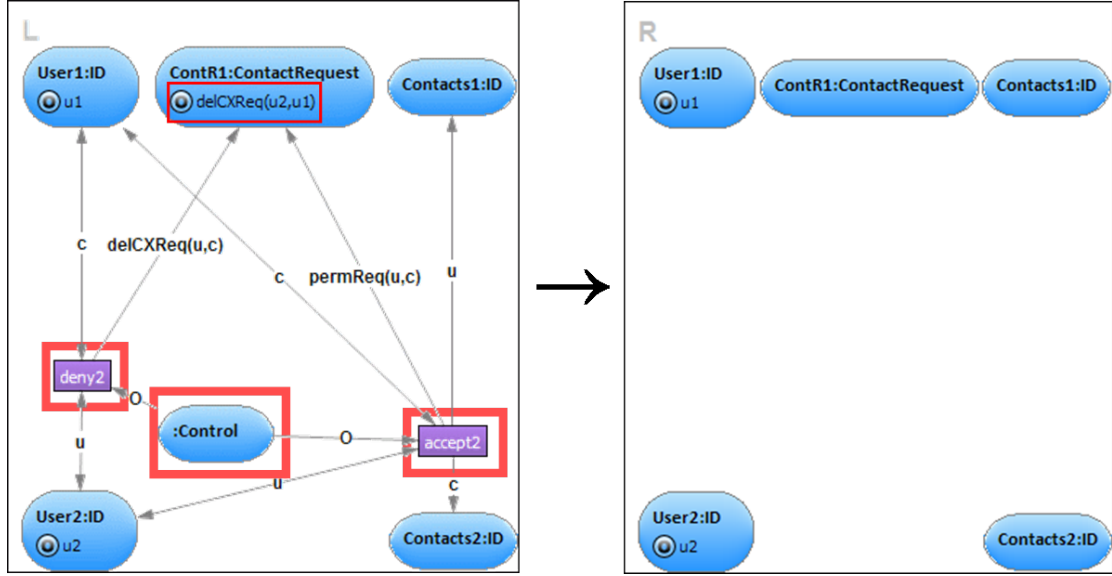 L
User1:ID
u1
ContR1:ContactRequest
delCXReq(u2,u1)
Contacts1:ID
c
delCXReq(u,c)
c
permReq(u,c)
u
deny2
O
:Control
O
accept2
u
u
c
User2:ID
u2
Contacts2:ID
R
User1:ID
u1
ContR1:ContactRequest
Contacts1:ID
User2:ID
u2
Contacts2:ID